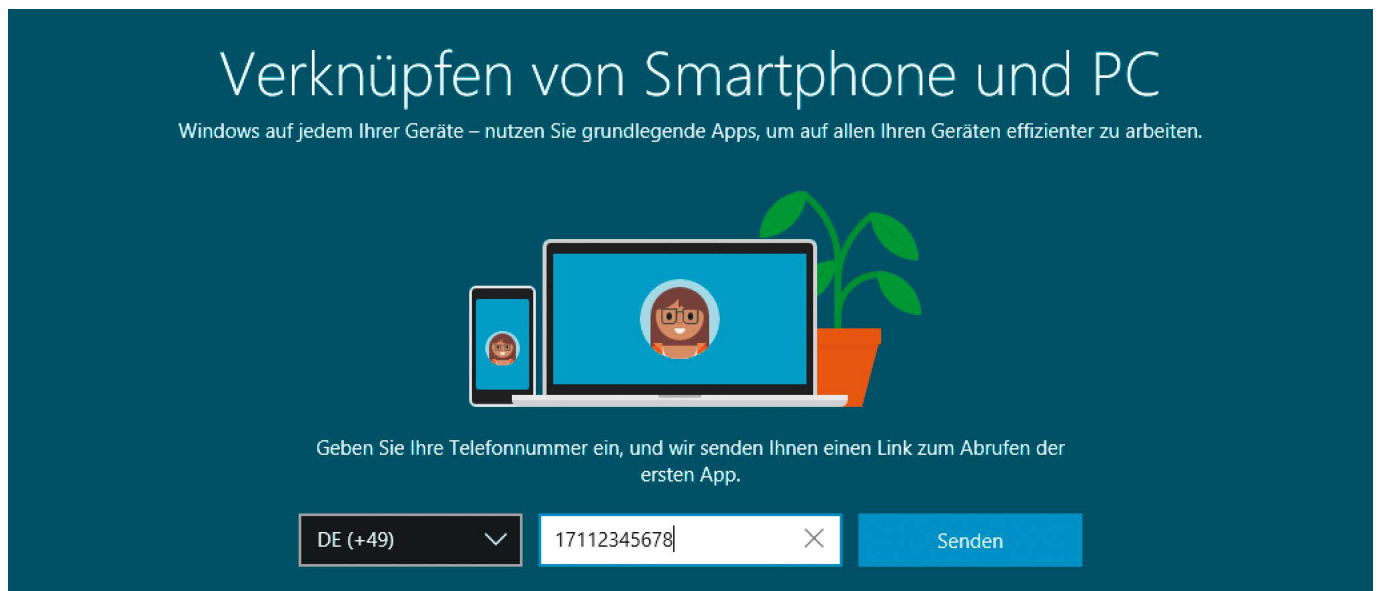 Verknüpfen von Smartphone und PC
Windows auf jedem Ihrer Geräte – nutzen Sie grundlegende Apps, um auf allen Ihren Geräten effizienter zu arbeiten.
Geben Sie Ihre Telefonnummer ein, und wir senden Ihnen einen Link zum Abrufen der
ersten App.
DE (+49) 17112345678 Senden